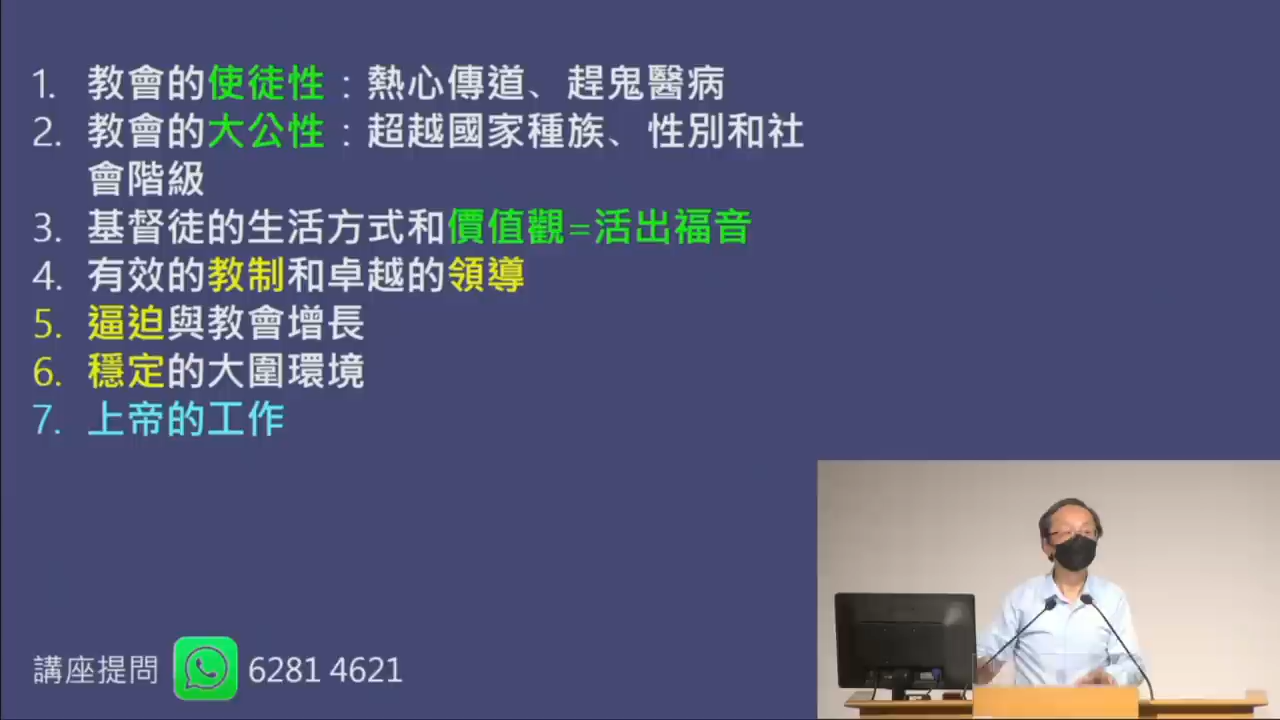 1. 教會的使徒性：熱心傳道、趕鬼醫病
2. 教會的大公性：超越國家種族、性別和社
會階級
3. 基督徒的生活方式和價值觀=活出福音
4. 有效的教制和卓越的領導
5. 逼迫與教會增長
6. 穩定的大圍環境
7. 上帝的工作
講座提問 6281 4621